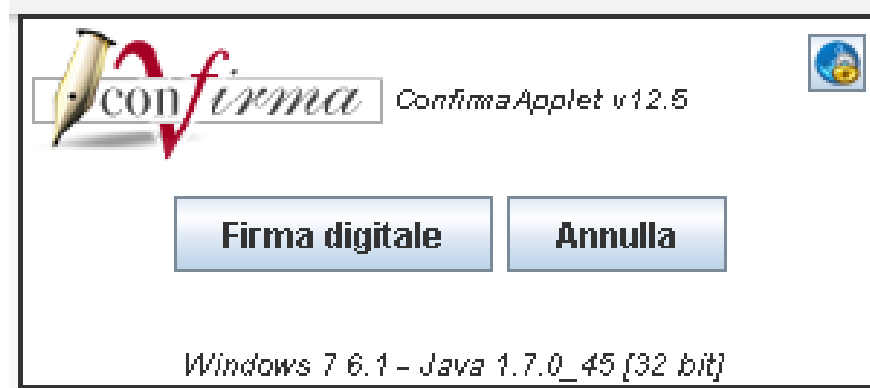 confirma ConfirmaApplet v12.5
Firma digitale Annulla
Windows 7 6.1 - Java 1.7.0_45 [32 bit]